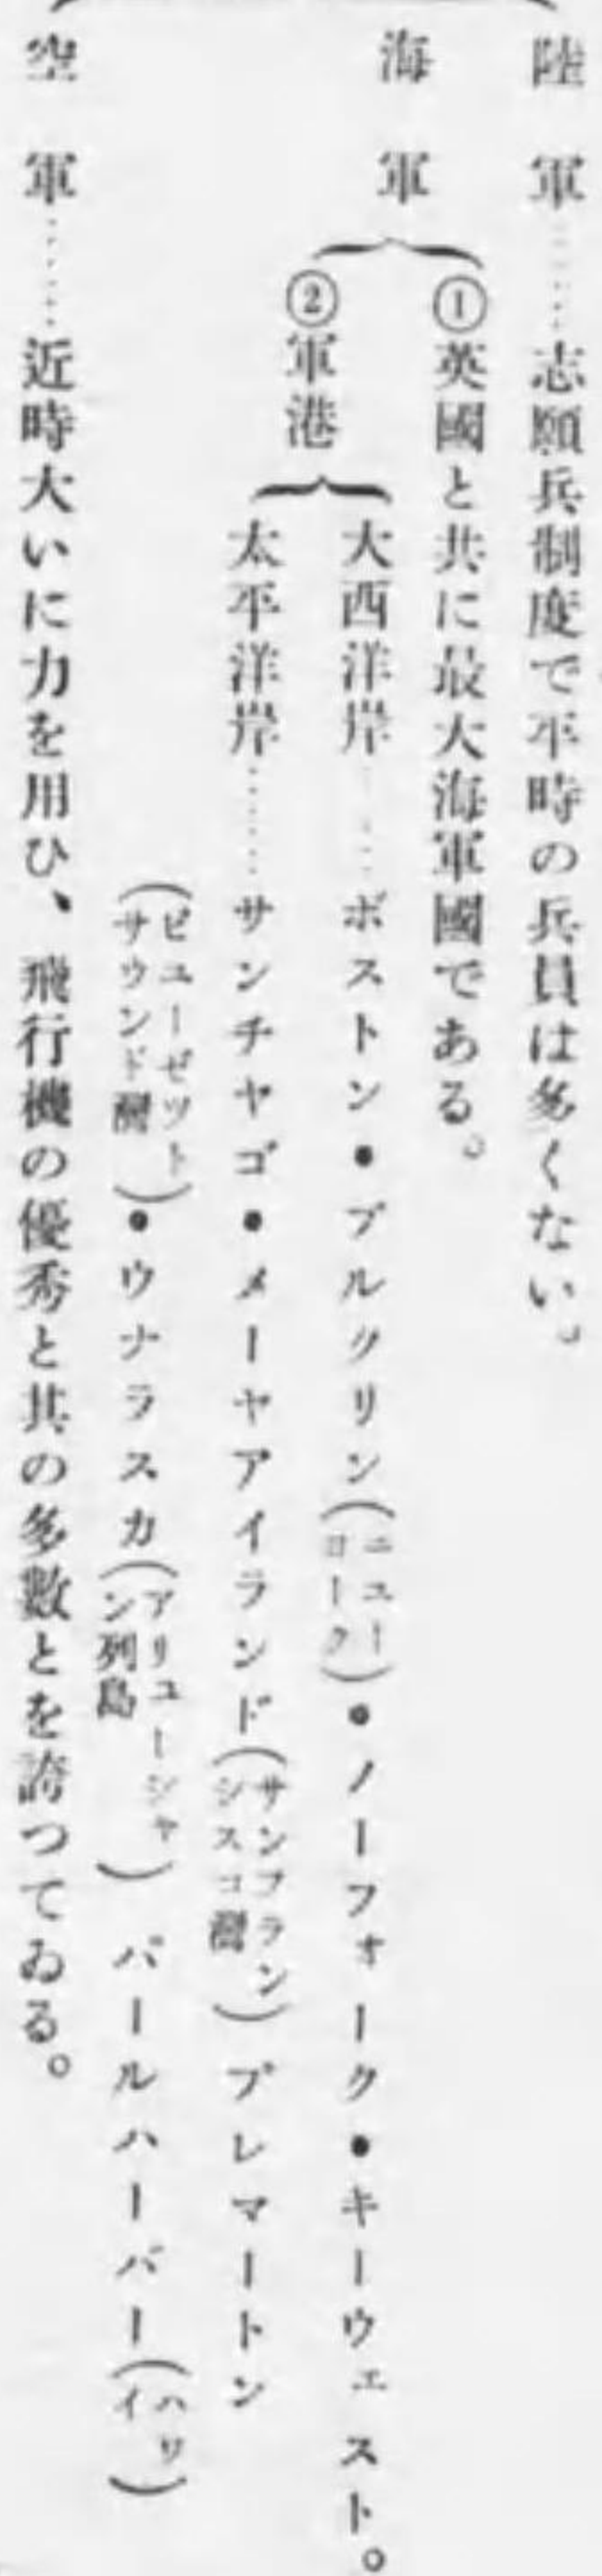 陸軍……志願兵制度で平時の兵員は多くない。
海軍
①英國と共に最大海軍國である。
②軍港
大西洋岸……ボストン・ブルクリン(ニユーヨーク)・ノーフォーク・キーウェスト。
太平洋岸……サンチヤゴ・メーヤアイランド(サンフランシスコ灣)ブレマートン
(ピユーゼツトサウンド灣)・ウナラスカ(アリユーシヤン列島)パールハーバー(ハワイ)
空軍……近時大いに力を用ひ、飛行機の優秀と其の多數とを誇つてゐる。